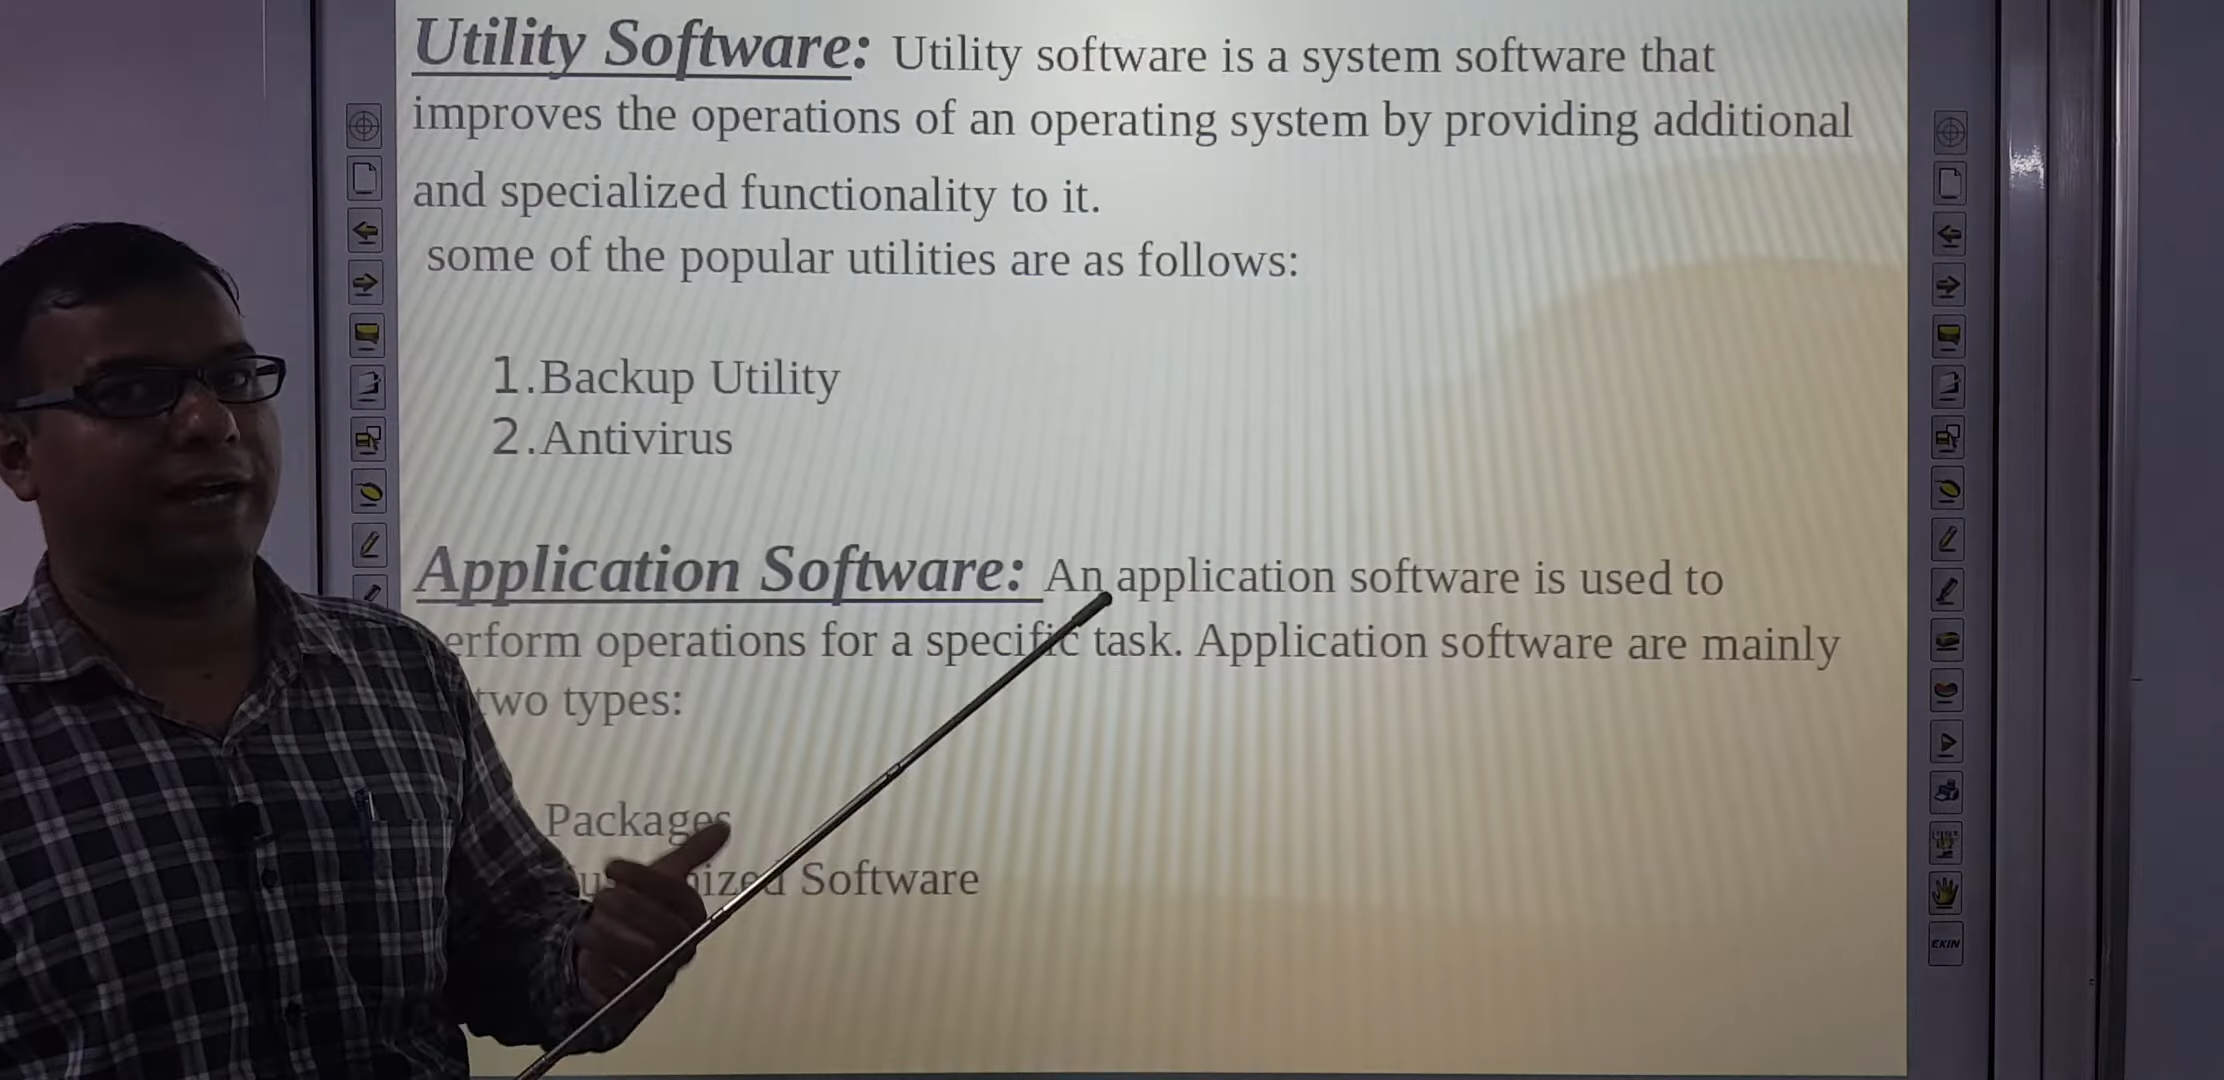 Utility Software: Utility software is a system software that
improves the operations of an operating system by providing additional
and specialized functionality to it.
some of the popular utilities are as follows:
1.Backup Utility
2.Antivirus
Application Software: An application software is used to
erform operations for a specific task. Application software are mainly
two types:
Packages
Software
EKIN